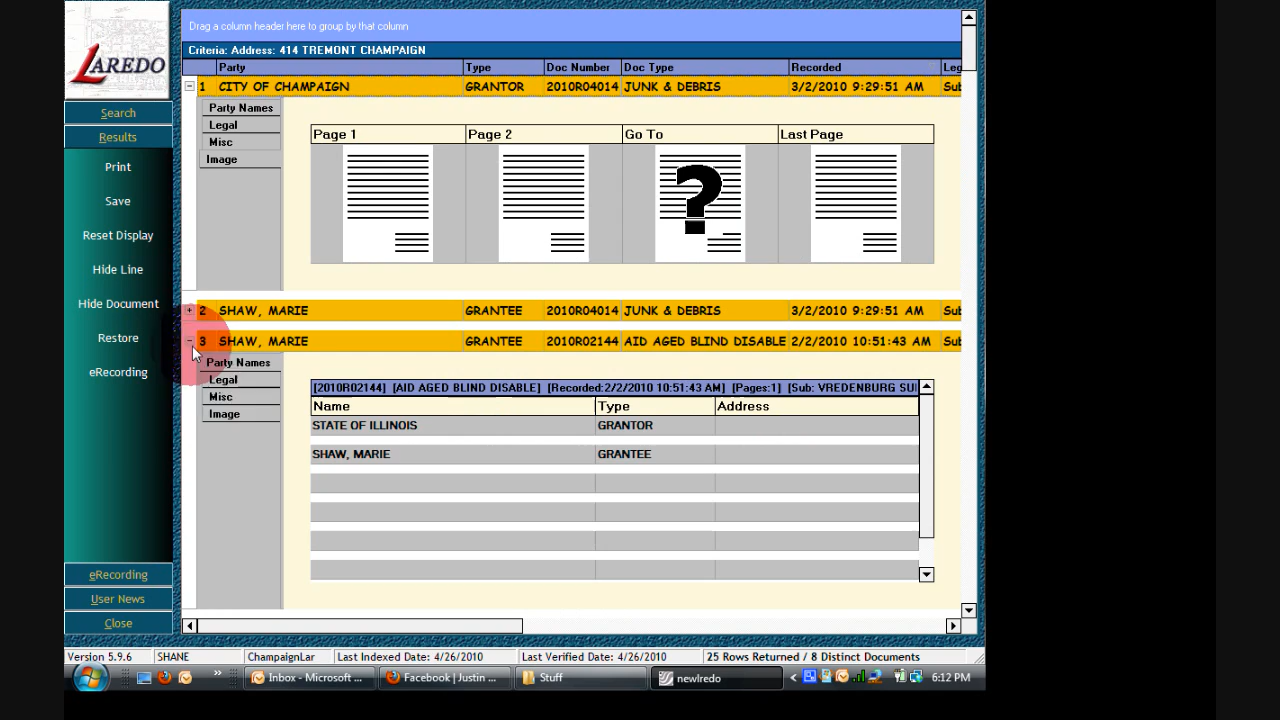 Drag a column header here to group by that column
LAREDO
Criteria: Address: 414 TREMONT CHAMPAIGN
Party Type Doc Number Doc Type Recorded Leg
1 CITY OF CHAMPAIGN GRANTOR 2010R04014 JUNK & DEBRIS 3/2/2010 9:29:51 AM Sub
Party Names
Legal
Misc
Image
Page 1 Page 2 Go To Last Page
?
2 SHAW, MARIE GRANTEE 2010R04014 JUNK & DEBRIS 3/2/2010 9:29:51 AM Sub
3 SHAW, MARIE GRANTEE 2010R02144 AID AGED BLIND DISABLE 2/2/2010 10:51:43 AM Sub
Party Names
Legal
Misc
Image
[2010R02144] [AID AGED BLIND DISABLE] [Recorded:2/2/2010 10:51:43 AM] [Pages:1] [Sub: VREDENBURG SU
Name Type Address
STATE OF ILLINOIS GRANTOR
SHAW, MARIE GRANTEE
Search
Results
Print
Save
Reset Display
Hide Line
Hide Document
Restore
eRecording
eRecording
User News
Close
Version 5.9.6 SHANE ChampaignLar Last Indexed Date: 4/26/2010 Last Verified Date: 4/26/2010 25 Rows Returned / 8 Distinct Documents
» Inbox - Microsoft ... Facebook | Justin ... Stuff newlredo < 6:12 PM